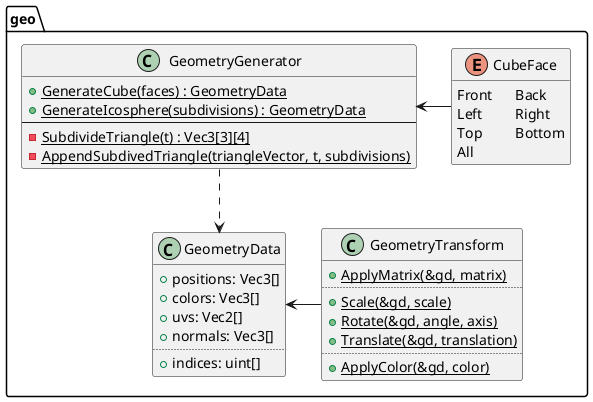 geo
C GeometryGenerator
GenerateCube(faces) : GeometryData
GenerateIcosphere(subdivisions) : GeometryData
SubdivideTriangle(t) : Vec3[3][4]
AppendSubdivedTriangle(triangleVector, t, subdivisions)
E CubeFace
Front Back
Left Right
Top Bottom
All
C GeometryData
positions: Vec3[]
colors: Vec3[]
uvs: Vec2[]
normals: Vec3[]
indices: uint[]
C GeometryTransform
ApplyMatrix(&gd, matrix)
Scale(&gd, scale)
Rotate(&gd, angle, axis)
Translate(&gd, translation)
ApplyColor(&gd, color)